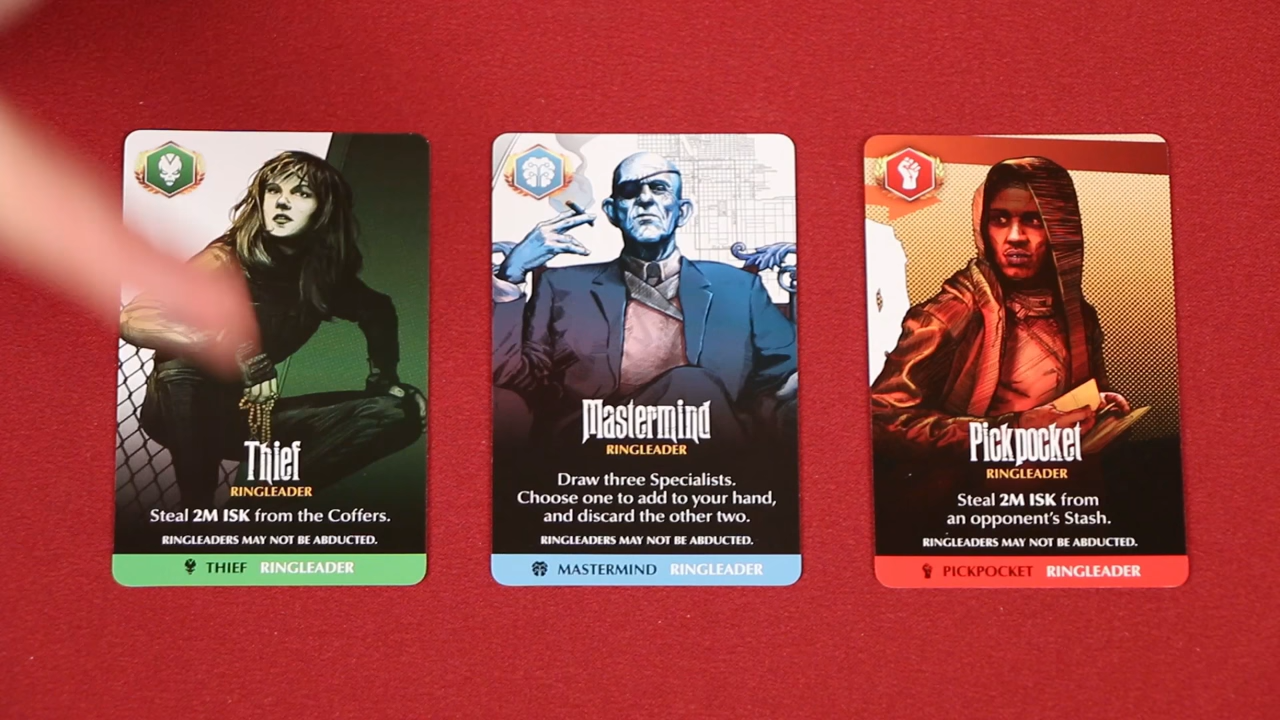 Thief
RINGLEADER
Steal 2M ISK from the Coffers.
RINGLEADERS MAY NOT BE ABDUCTED.
THIEF RINGLEADER
Mastermind
RINGLEADER
Draw three Specialists.
Choose one to add to your hand,
and discard the other two.
RINGLEADERS MAY NOT BE ABDUCTED.
MASTERMIND RINGLEADER
Pickpocket
RINGLEADER
Steal 2M ISK from
an opponent's Stash.
RINGLEADERS MAY NOT BE ABDUCTED.
PICKPOCKET RINGLEADER